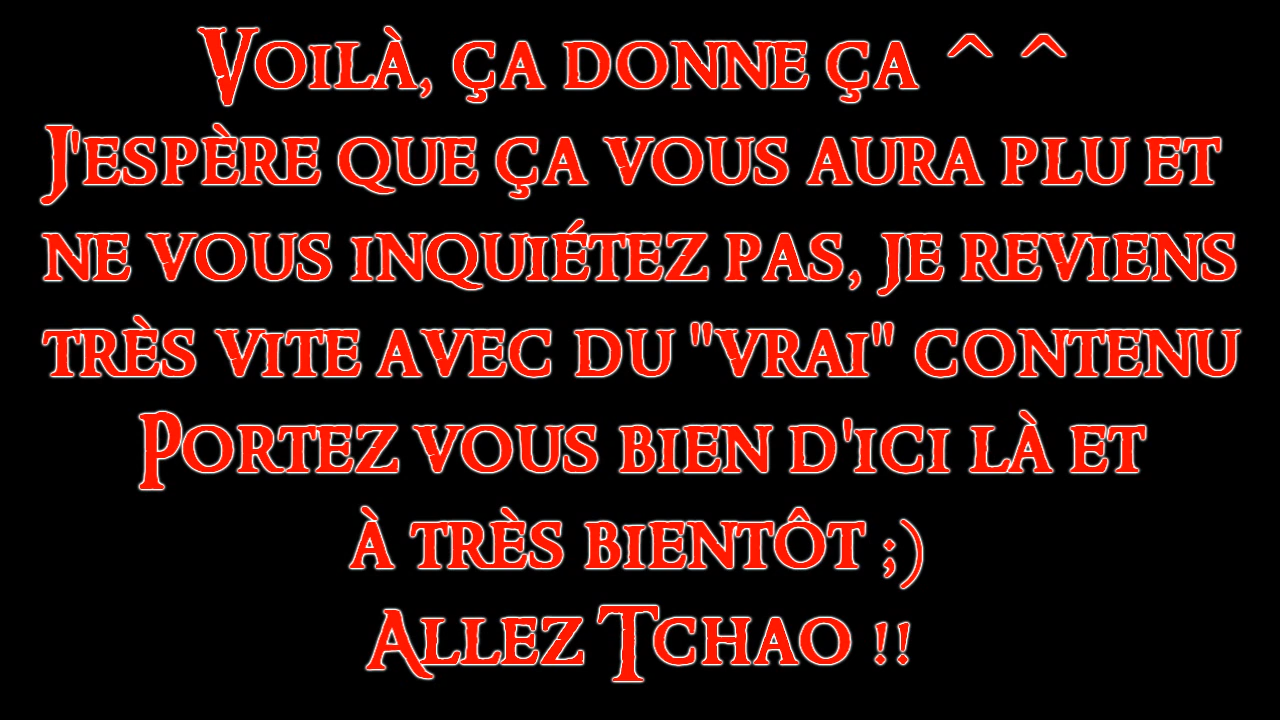 Voilà, ça donne ça ^^
J'espère que ça vous aura plu et
ne vous inquiétez pas, je reviens
très vite avec du "vrai" contenu
Portez vous bien d'ici là et
à très bientôt ;)
Allez Tchao !!